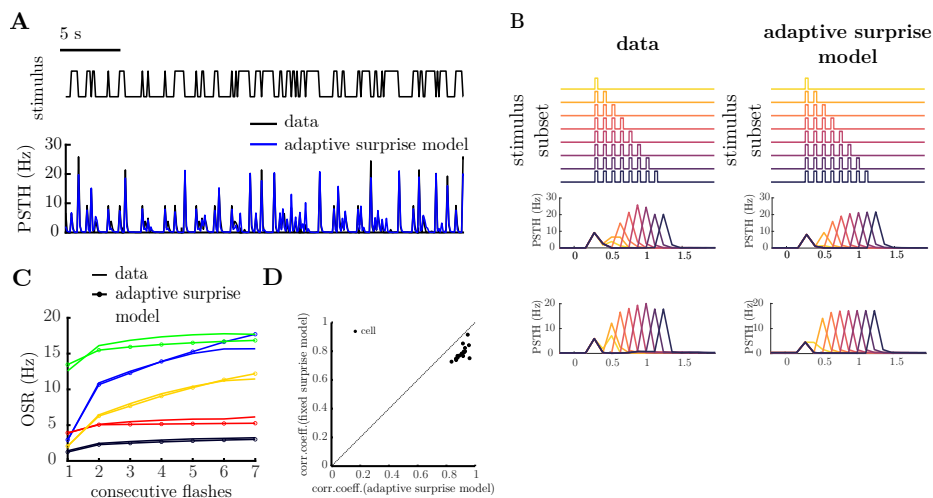 A
5 s
stimulus
data
adaptive surprise model
PSTH (Hz)
30
20
10
0
B
data
adaptive surprise
model
stimulus
subset
stimulus
subset
PSTH (Hz)
30
20
10
0
0
0.5
1
1.5
PSTH (Hz)
30
20
10
0
0
0.5
1
1.5
PSTH (Hz)
20
10
0
0
0.5
1
1.5
PSTH (Hz)
20
10
0
0
0.5
1
1.5
C
data
adaptive surprise
model
OSR (Hz)
20
15
10
5
0
1 2 3 4 5 6 7
consecutive flashes
D
cell
corr.coeff.(fixed surprise model)
1
0.8
0.6
0.4
0.2
0
0 0.2 0.4 0.6 0.8 1
corr.coeff.(adaptive surprise model)